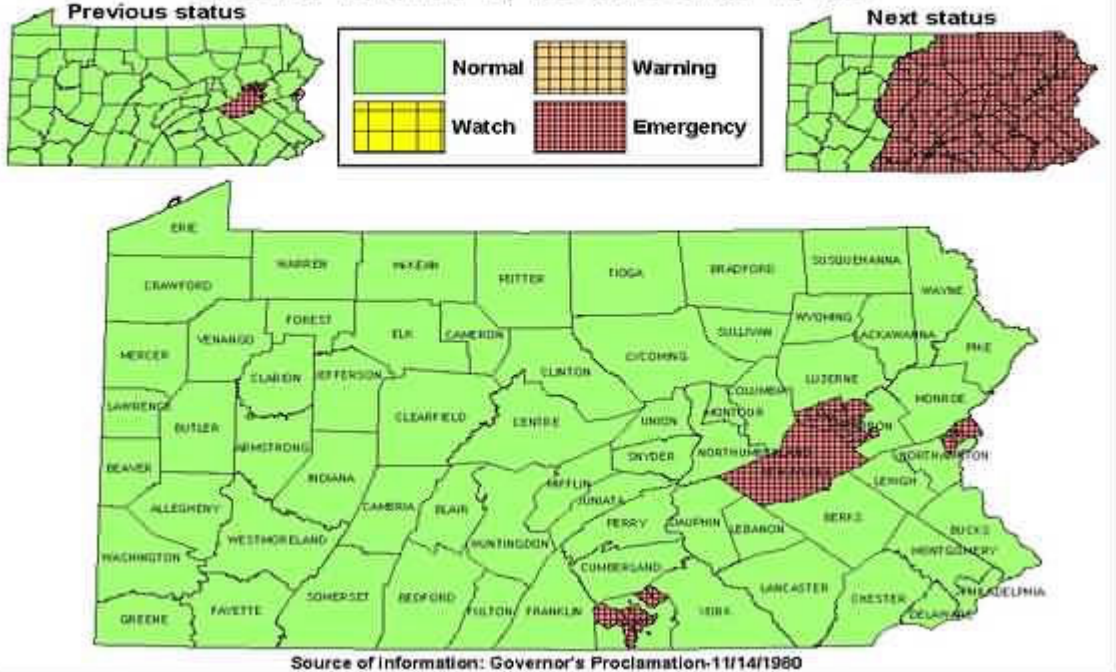 Previous status
Next status
Normal
Warning
Watch
Emergency
ERIE
CRAWFORD
WARREN
McKEAN
POTTER
TIOGA
BRADFORD
SUSQUEHANNA
WAYNE
FOREST
VENANGO
MERCER
ELK
CAMERON
SULLIVAN
WYOMING
LACKAWANNA
PIKE
CLARION
JEFFERSON
CLINTON
LYCOMING
LUZERNE
COLUMBIA
MONROE
LAWRENCE
BUTLER
CLEARFIELD
CENTRE
UNION
MONTOUR
ARMSTRONG
SNYDER
NORTHUMBERLAND
NORTHAMPTON
BEAVER
INDIANA
MIFFLIN
LEHIGH
ALLEGHENY
CAMBRIA
BLAIR
JUNIATA
PERRY
DAUPHIN
LEBANON
BERKS
BUCKS
WESTMORELAND
HUNTINGDON
MONTGOMERY
WASHINGTON
CUMBERLAND
LANCASTER
CHESTER
PHILADELPHIA
DELAWARE
GREENE
FAYETTE
SOMERSET
BEDFORD
FULTON
FRANKLIN
YORK
Source of information: Governor's Proclamation-11/14/1980